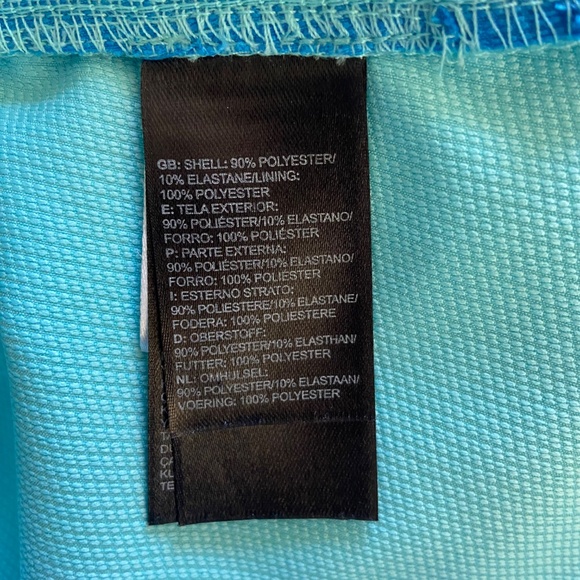 GB: SHELL: 90% POLYESTER/
10% ELASTANE/LINING:
100% POLYESTER
E: TELA EXTERIOR:
90% POLIÉSTER/10% ELASTANO/
FORRO: 100% POLIÉSTER
P: PARTE EXTERNA:
90% POLIÉSTER/10% ELASTANO/
FORRO: 100% POLIESTER
I: ESTERNO STRATO:
90% POLIESTERE/10% ELASTANE/
FODERA: 100% POLIESTERE
D: OBERSTOFF:
90% POLYESTER/10% ELASTHAN/
FUTTER: 100% POLYESTER
NL: OMHULSEL:
90% POLYESTER/10% ELASTAAN/
VOERING: 100% POLYESTER